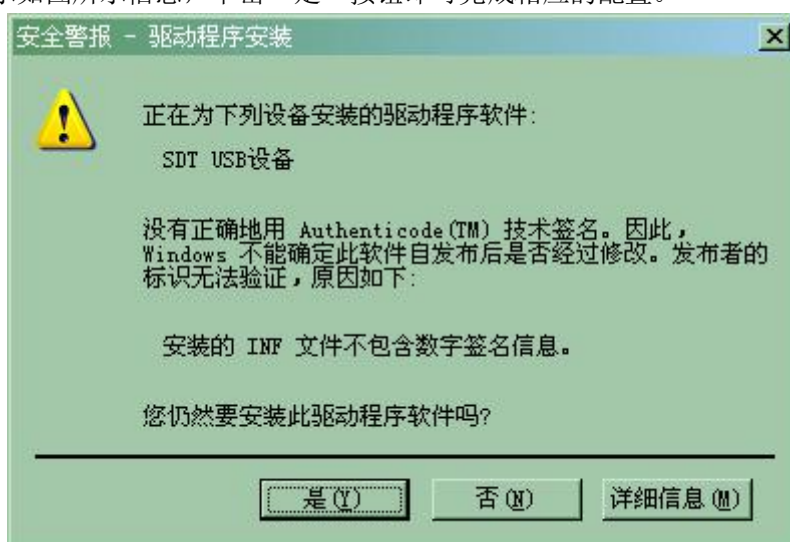 安全警报 - 驱动程序安装
正在为下列设备安装的驱动程序软件:
SDT USB设备
没有正确地用 Authenticode(TM) 技术签名。因此,
Windows 不能确定此软件自发布后是否经过修改。发布者的
标识无法验证,原因如下:
安装的 INF 文件不包含数字签名信息。
您仍然要安装此驱动程序软件吗?
是(Y) 否(N) 详细信息(M)